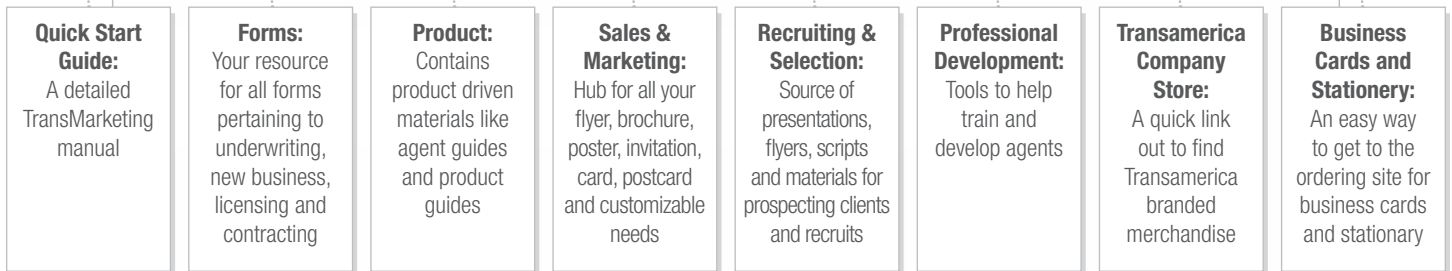 Quick Start
Guide:
A detailed
TransMarketing
manual
Forms:
Your resource
for all forms
pertaining to
underwriting,
new business,
licensing and
contracting
Product:
Contains
product driven
materials like
agent guides
and product
guides
Sales &
Marketing:
Hub for all your
flyer, brochure,
poster, invitation,
card, postcard
and customizable
needs
Recruiting &
Selection:
Source of
presentations,
flyers, scripts
and materials for
prospecting clients
and recruits
Professional
Development:
Tools to help
train and
develop agents
Transamerica
Company
Store:
A quick link
out to find
Transamerica
branded
merchandise
Business
Cards and
Stationery:
An easy way
to get to the
ordering site for
business cards
and stationary